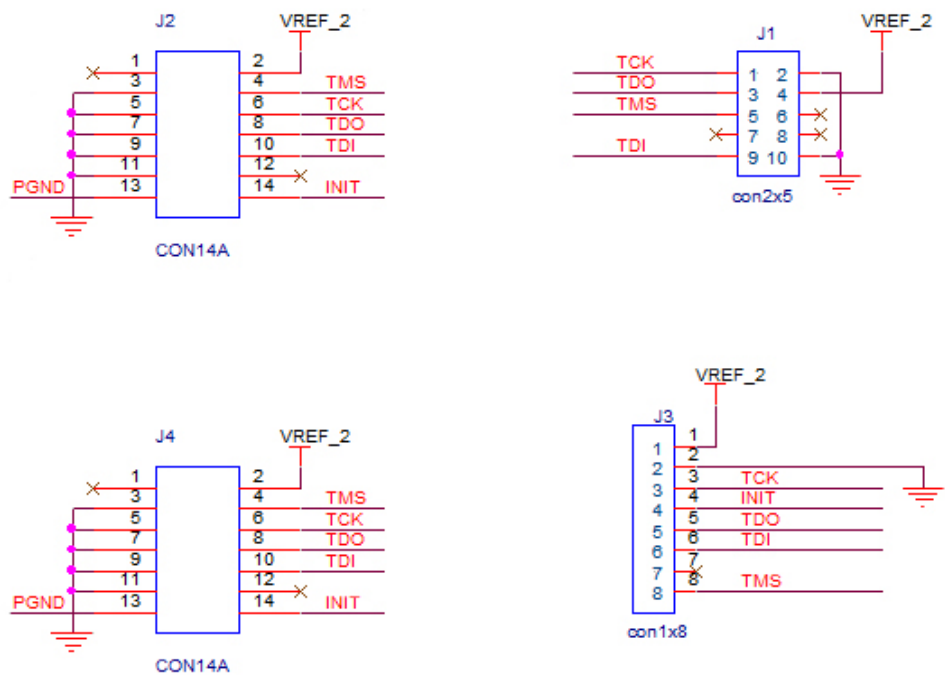 J2 VREF_2
1 2
3 4 TMS
5 6 TCK
7 8 TDO
9 10 TDI
11 12
PGND 13 14 INIT
CON14A
VREF_2
J1
TCK 1 2
TDO 3 4
TMS 5 6
7 8
TDI 9 10
con2x5
J4 VREF_2
1 2
3 4 TMS
5 6 TCK
7 8 TDO
9 10 TDI
11 12
PGND 13 14 INIT
CON14A
VREF_2
J3
1 1
2 2
3 3 TCK
4 4 INIT
5 5 TDO
6 6 TDI
7 7
8 8 TMS
con1x8